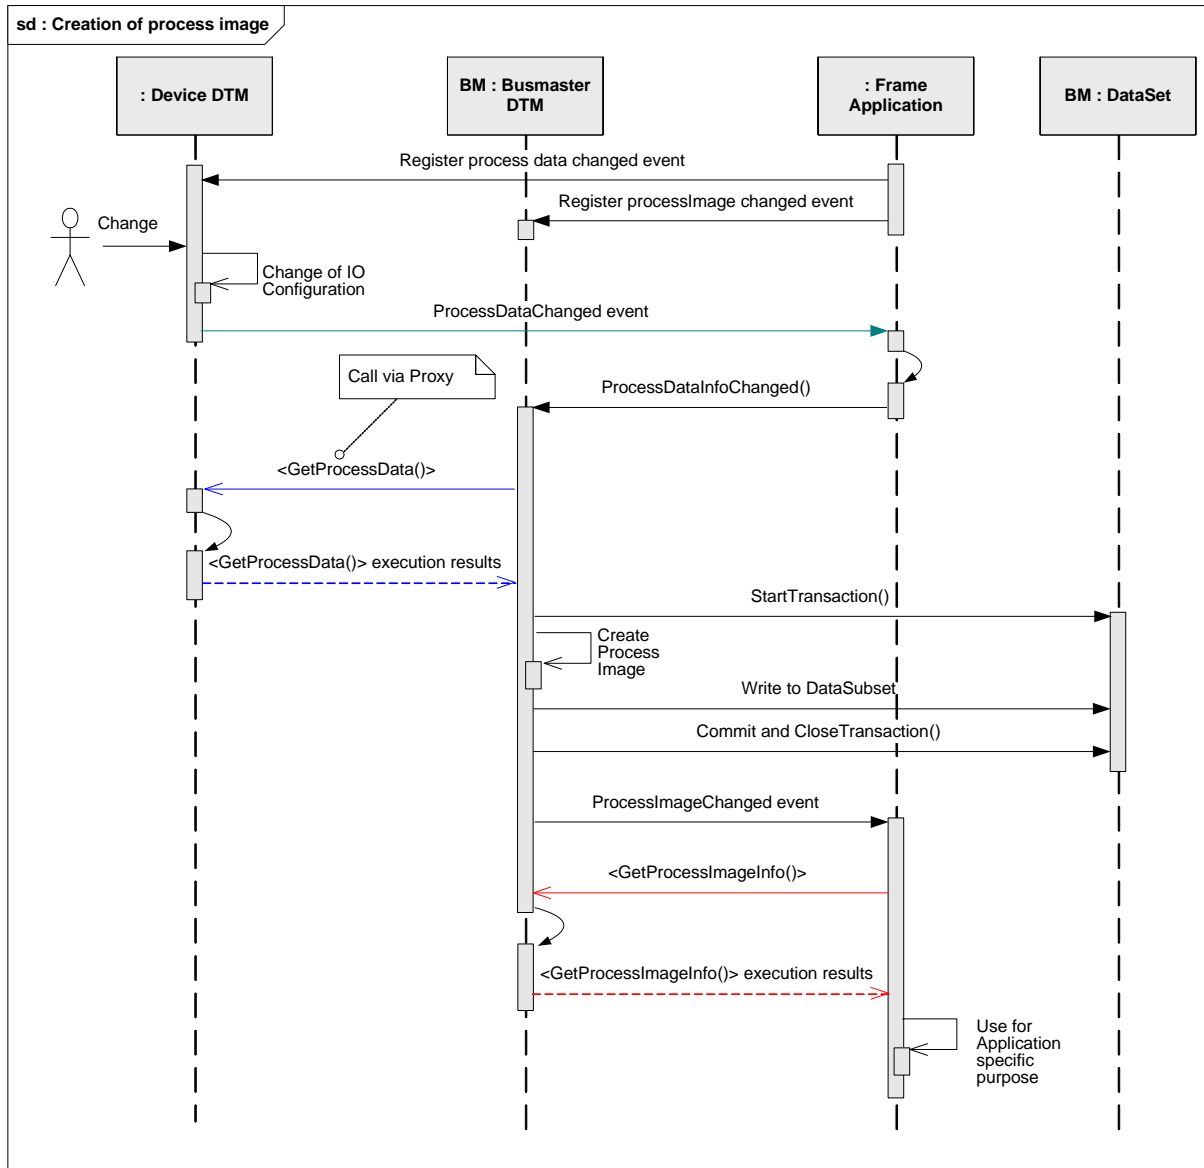 sd : Creation of process image
: Device DTM
BM : Busmaster
DTM
: Frame
Application
BM : DataSet
Register process data changed event
Register processImage changed event
Change
Change of IO
Configuration
ProcessDataChanged event
Call via Proxy
ProcessDataInfoChanged()
<GetProcessData()>
<GetProcessData()> execution results
StartTransaction()
Create
Process
Image
Write to DataSubset
Commit and CloseTransaction()
ProcessImageChanged event
<GetProcessImageInfo()>
<GetProcessImageInfo()> execution results
Use for
Application
specific
purpose